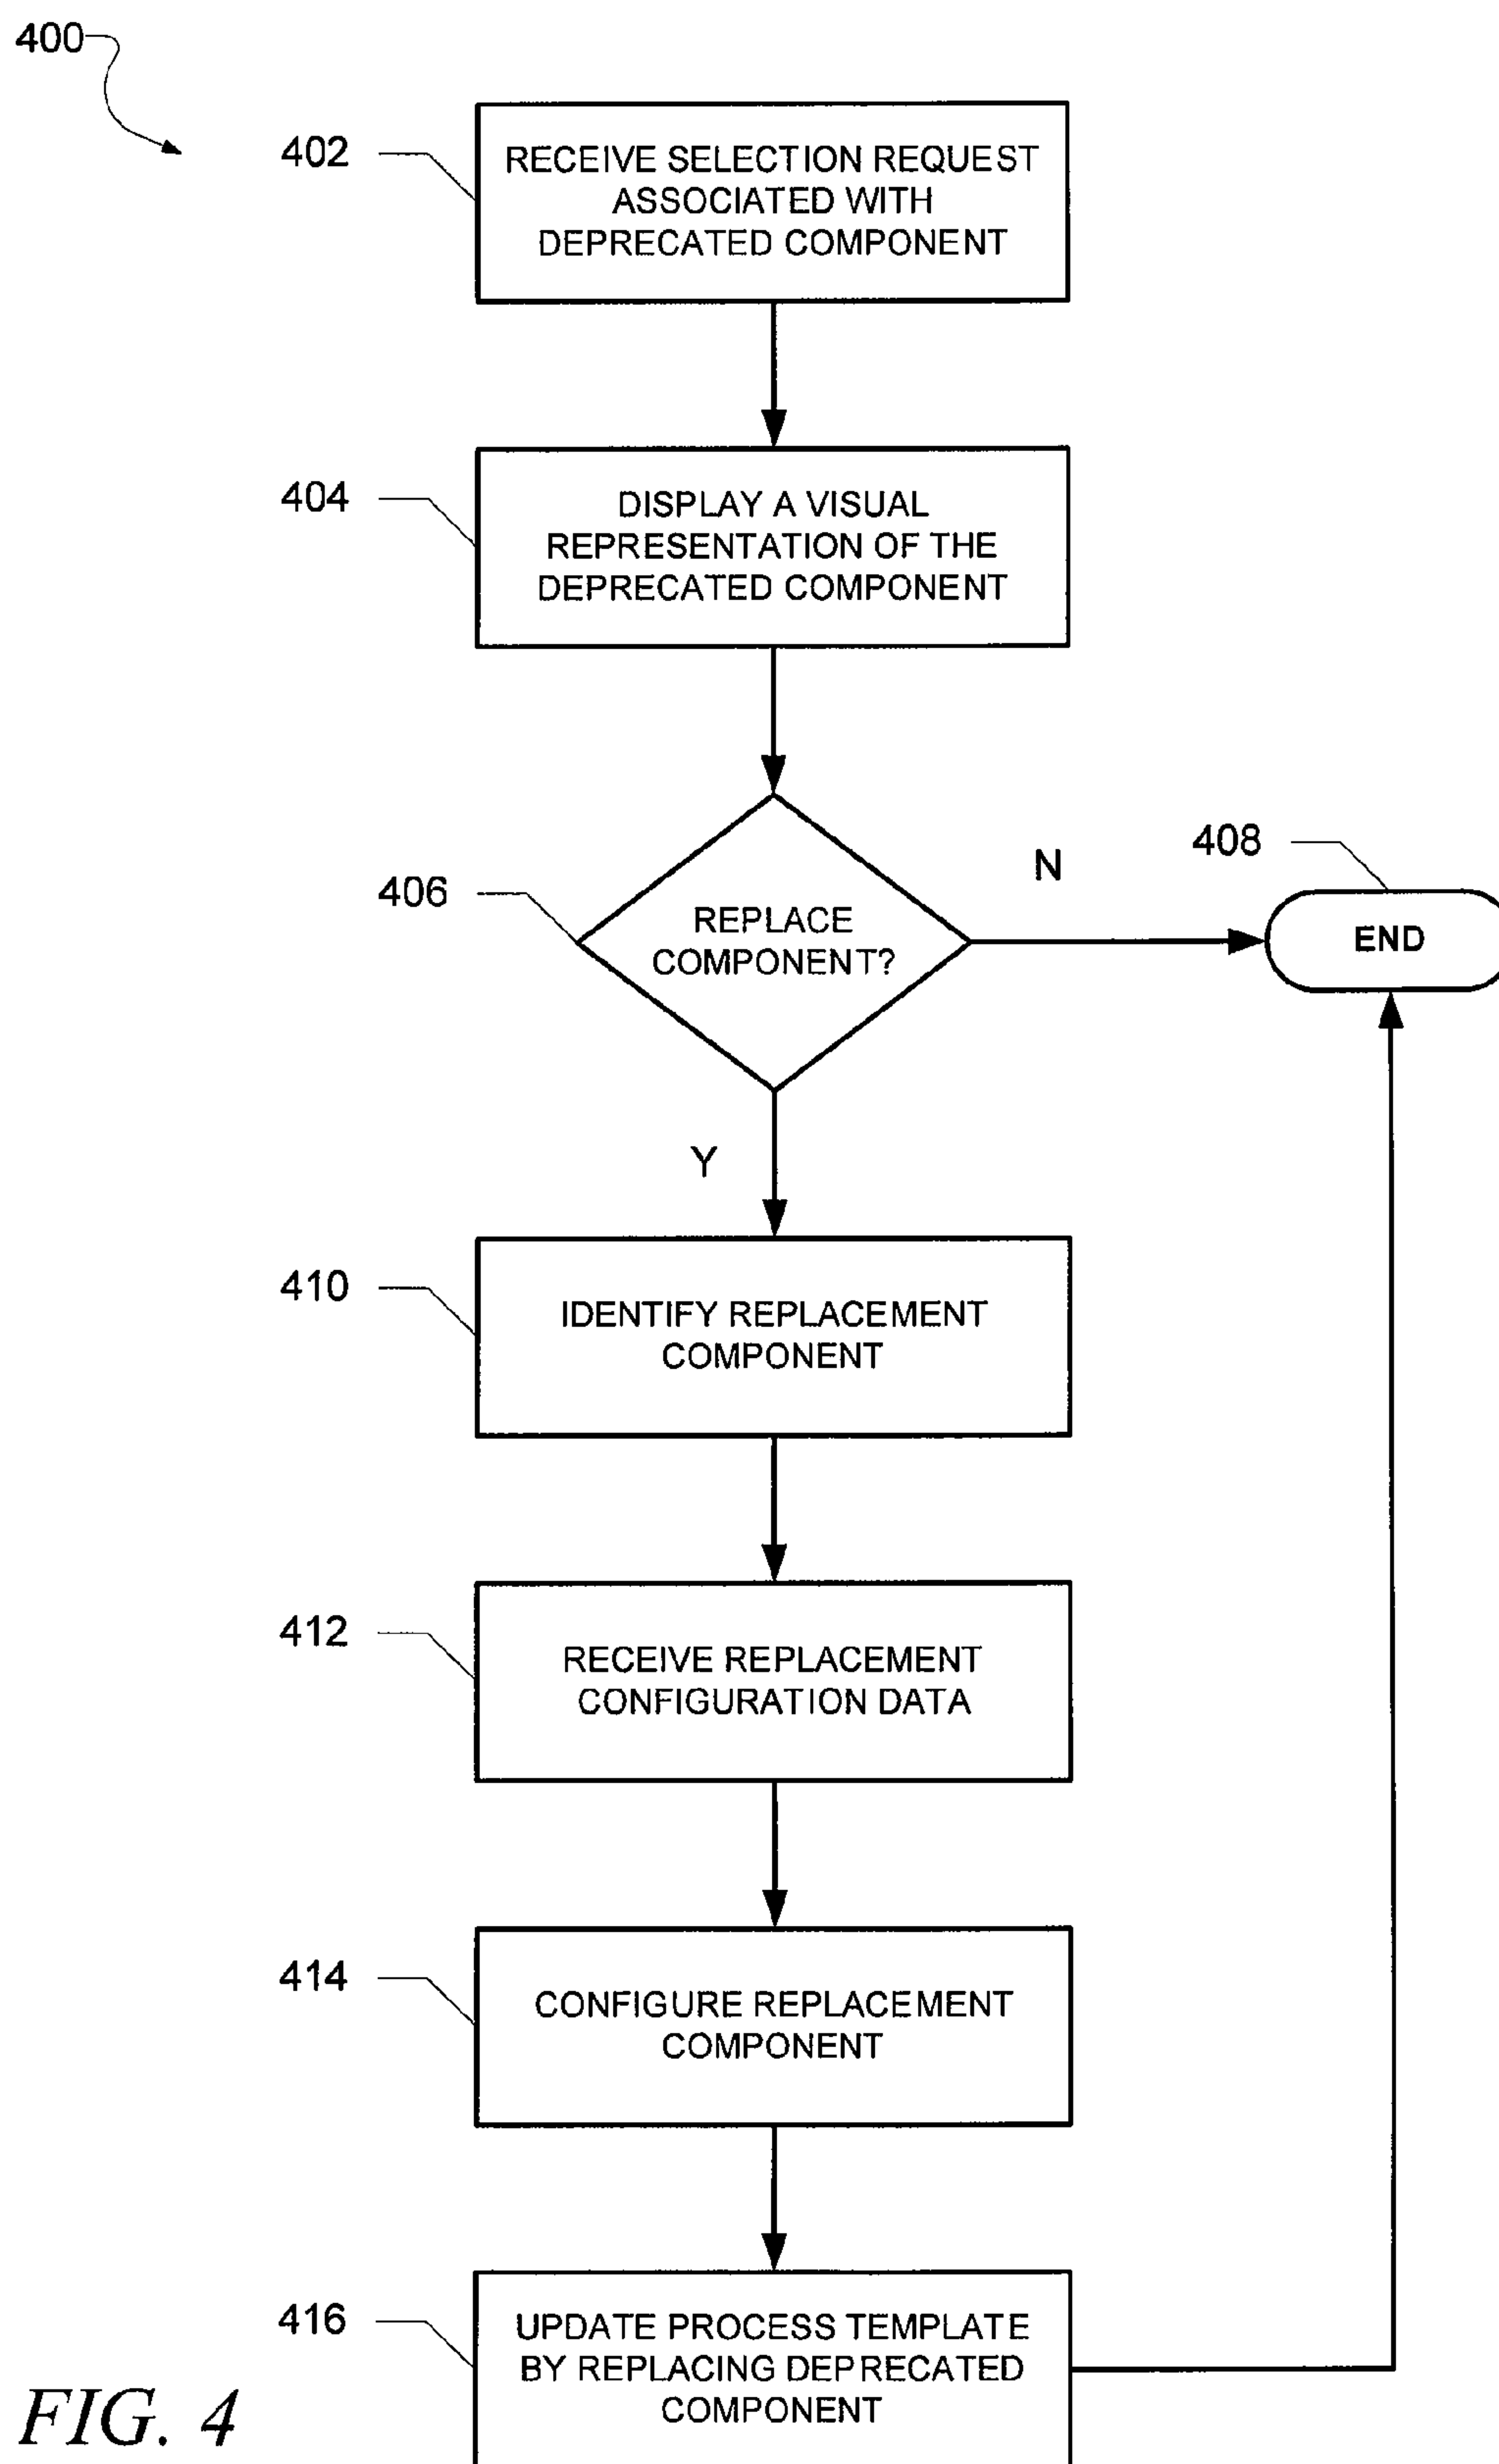 400
402
RECEIVE SELECTION REQUEST
ASSOCIATED WITH
DEPRECATED COMPONENT
404
DISPLAY A VISUAL
REPRESENTATION OF THE
DEPRECATED COMPONENT
406
REPLACE
COMPONENT?
N
408
END
Y
410
IDENTIFY REPLACEMENT
COMPONENT
412
RECEIVE REPLACEMENT
CONFIGURATION DATA
414
CONFIGURE REPLACEMENT
COMPONENT
416
UPDATE PROCESS TEMPLATE
BY REPLACING DEPRECATED
COMPONENT
FIG. 4